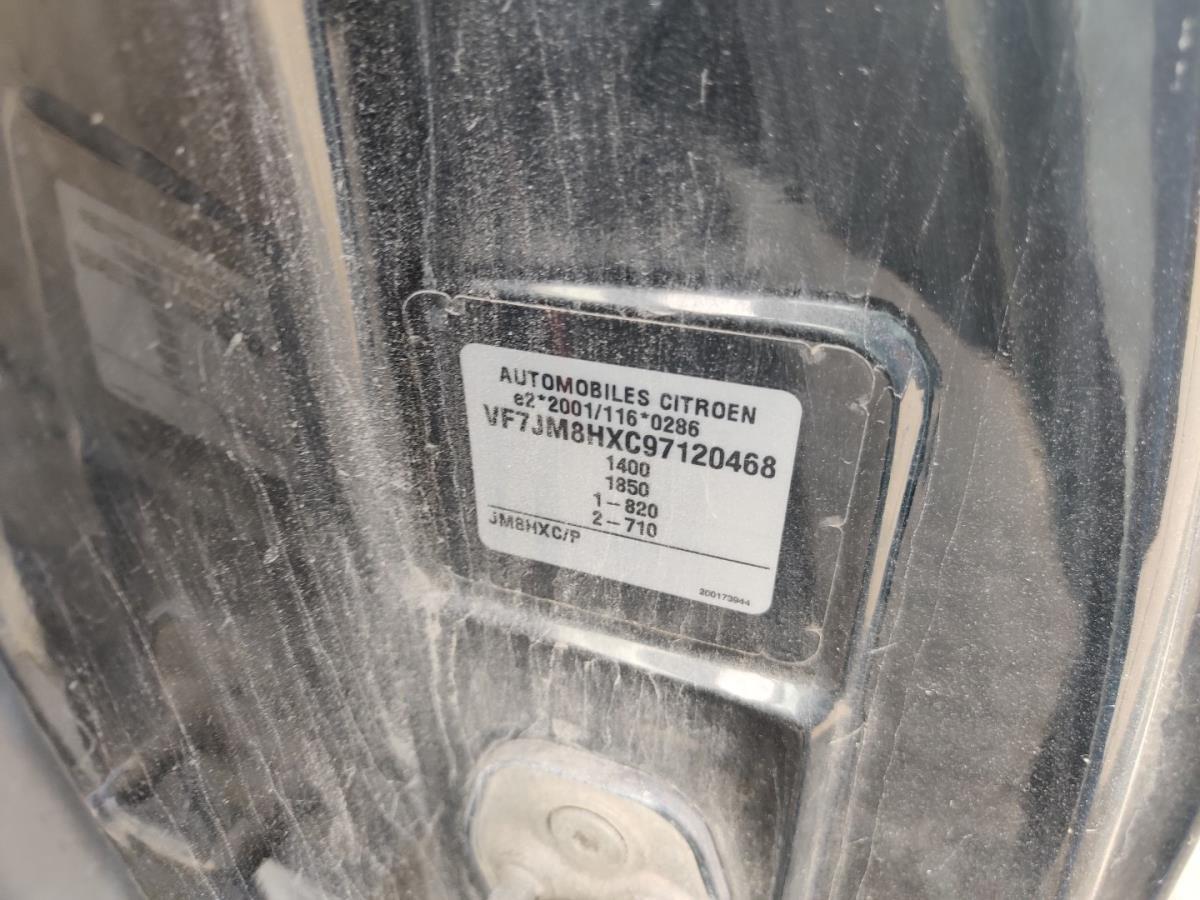 AUTOMOBILES CITROEN
e2*2001/116*0286
VF7JM8HXC97120468
1400
1850
1-820
2-710
JM8HXC/P
200173944